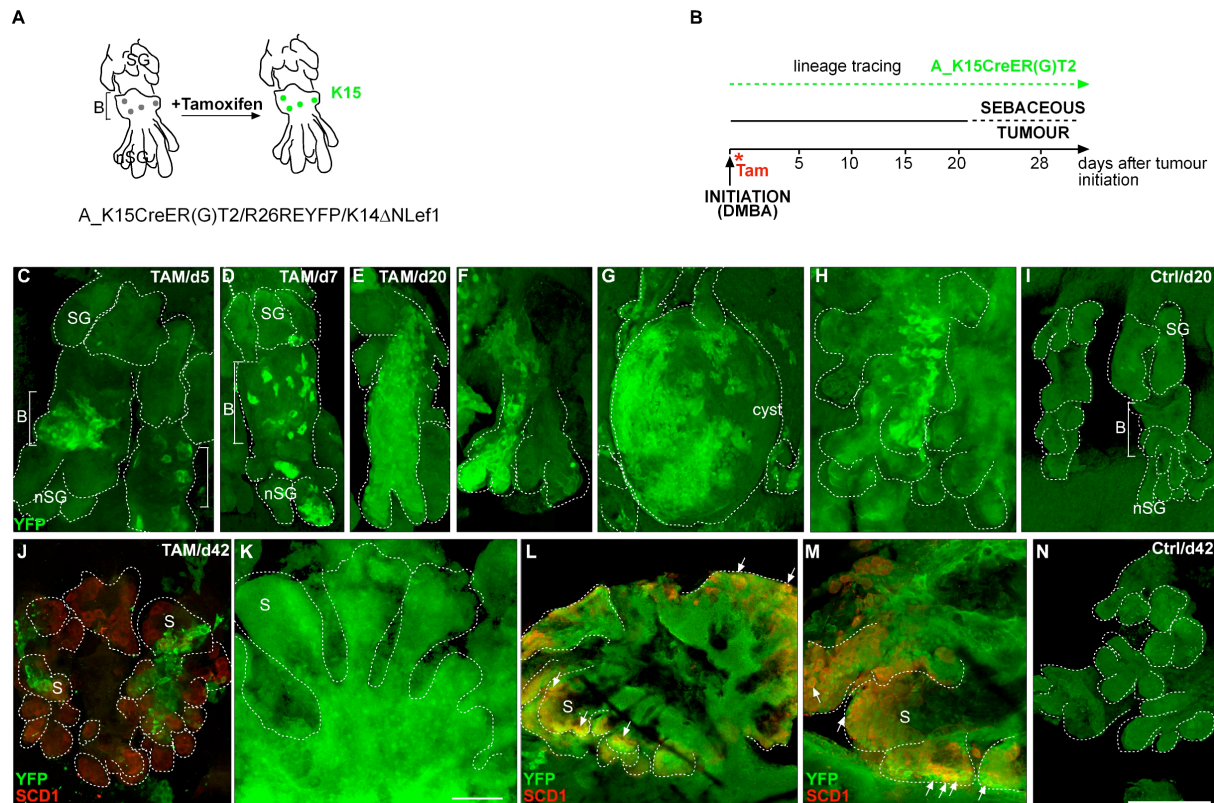 A
SG
B
+Tamoxifen
K15
nSG
A_K15CreER(G)T2/R26REYFP/K14ΔNLef1
B
lineage tracing A_K15CreER(G)T2
SEBACEOUS
TUMOUR
*
Tam
5 10 15 20 28
days after tumour
initiation
INITIATION
(DMBA)
C TAM/d5
SG
B
nSG
YFP
D TAM/d7
SG
B
nSG
E TAM/d20
F
G
cyst
H
I Ctrl/d20
SG
B
nSG
J TAM/d42
S
S
YFP
SCD1
K
S
L
S
YFP
SCD1
M
S
YFP
SCD1
N Ctrl/d42